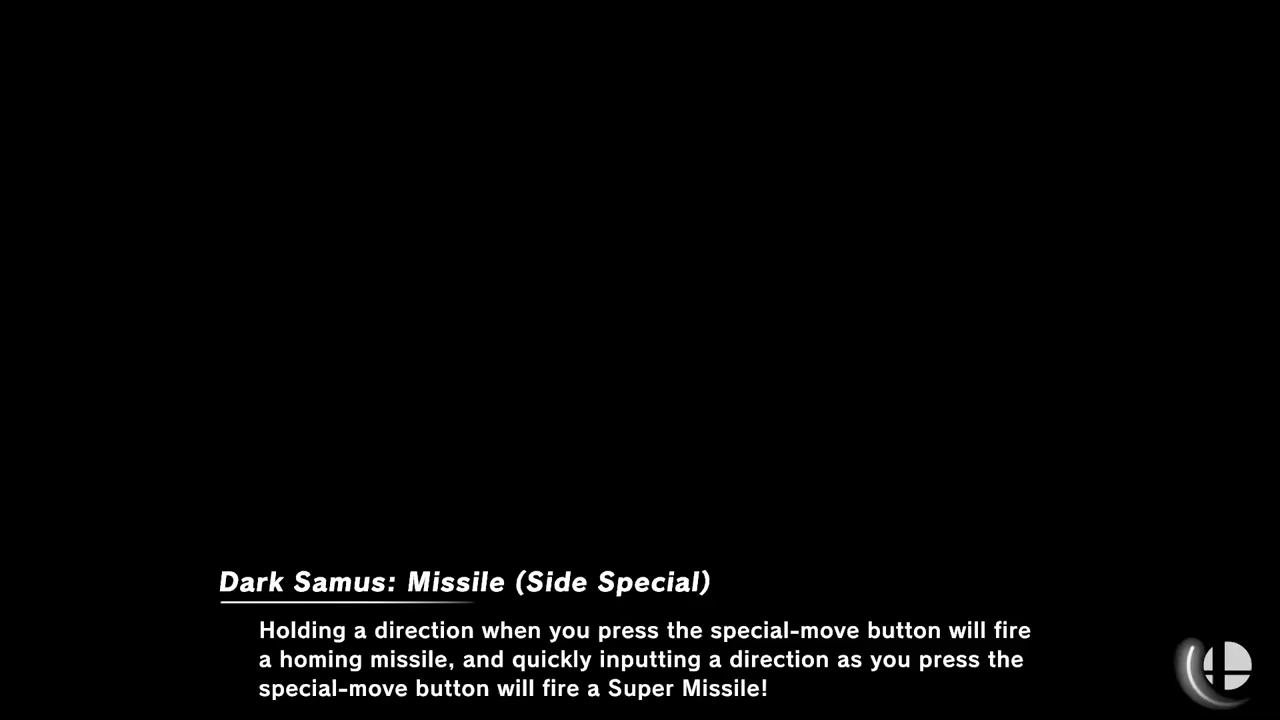 Dark Samus: Missile (Side Special)
Holding a direction when you press the special-move button will fire
a homing missile, and quickly inputting a direction as you press the
special-move button will fire a Super Missile!